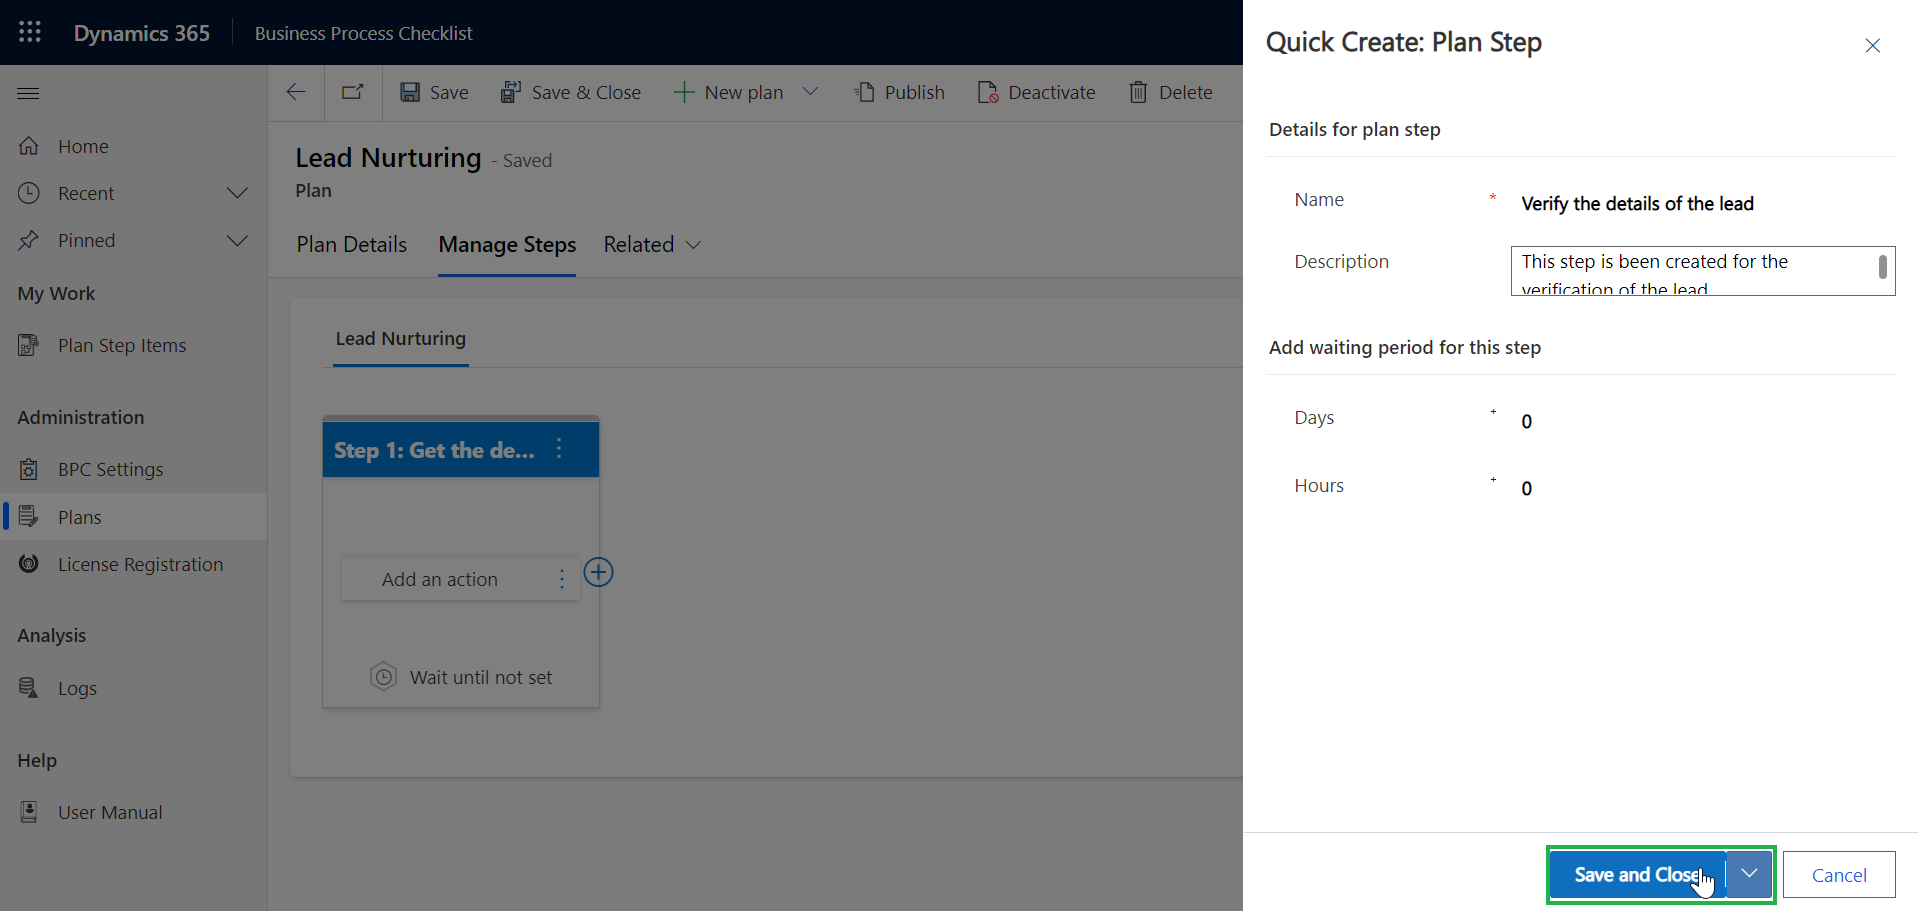 Dynamics 365
Business Process Checklist
Save
Save & Close
New plan
Publish
Deactivate
Delete
Home
Recent
Pinned
My Work
Plan Step Items
Administration
BPC Settings
Plans
License Registration
Analysis
Logs
Help
User Manual
Lead Nurturing - Saved
Plan
Plan Details
Manage Steps
Related
Lead Nurturing
Step 1: Get the de...
Add an action
Wait until not set
Quick Create: Plan Step
Details for plan step
Name * Verify the details of the lead
Description
This step is been created for the
verification of the lead
Add waiting period for this step
Days + 0
Hours + 0
Save and Close
Cancel